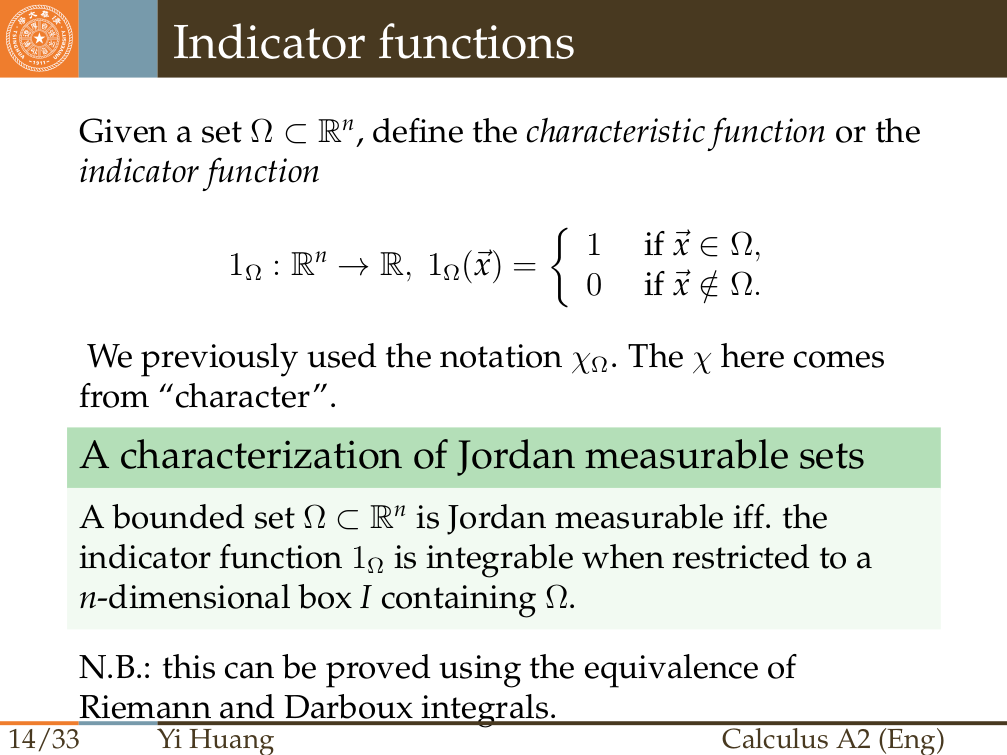 Indicator functions
Given a set Ω ⊂ ℝⁿ, define the characteristic function or the
indicator function
1_Ω : ℝⁿ → ℝ, 1_Ω(x⃗) = { 1 if x⃗ ∈ Ω,
0 if x⃗ ∉ Ω.
We previously used the notation χ_Ω. The χ here comes
from “character”.
A characterization of Jordan measurable sets
A bounded set Ω ⊂ ℝⁿ is Jordan measurable iff. the
indicator function 1_Ω is integrable when restricted to a
n-dimensional box I containing Ω.
N.B.: this can be proved using the equivalence of
Riemann and Darboux integrals.
14/33 Yi Huang Calculus A2 (Eng)